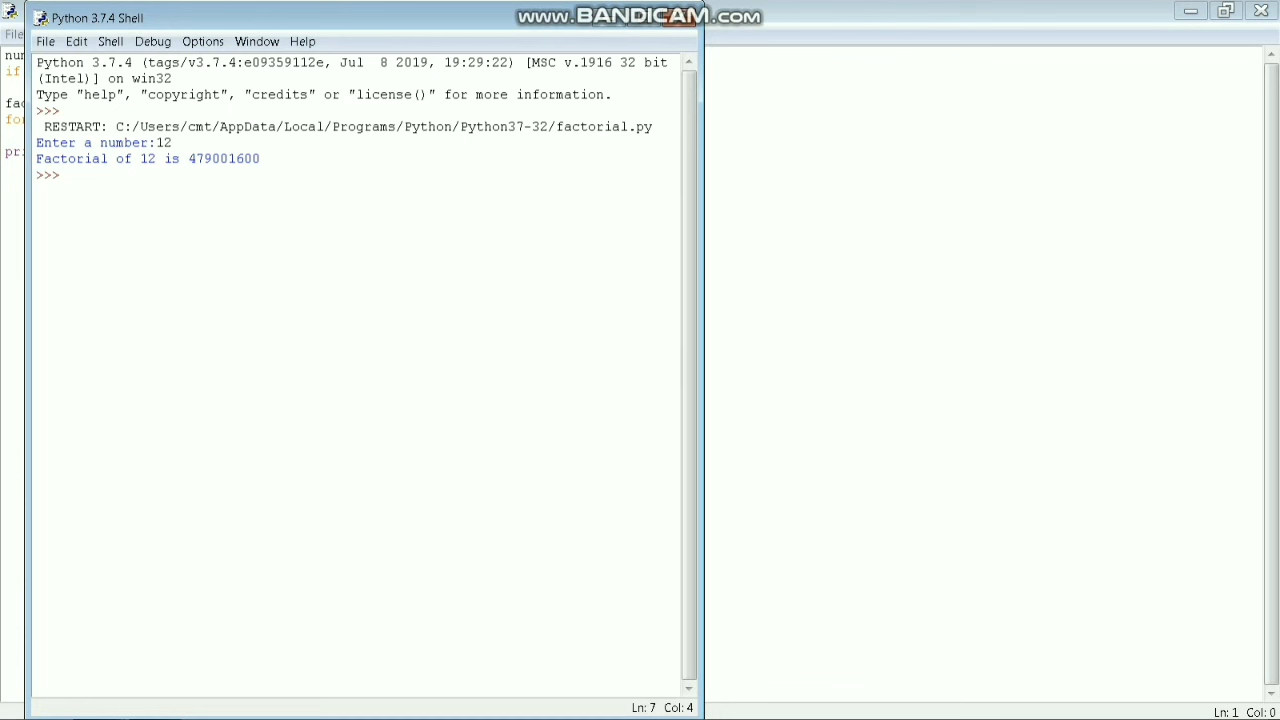 Python 3.7.4 Shell
www.BANDICAM.com
File Edit Shell Debug Options Window Help
Python 3.7.4 (tags/v3.7.4:e09359112e, Jul  8 2019, 19:29:22) [MSC v.1916 32 bit
(Intel)] on win32
Type "help", "copyright", "credits" or "license()" for more information.
>>>
RESTART: C:/Users/cmt/AppData/Local/Programs/Python/Python37-32/factorial.py
Enter a number:12
Factorial of 12 is 479001600
>>>
Ln: 7 Col: 4
File
if
Ln: 1 Col: 0